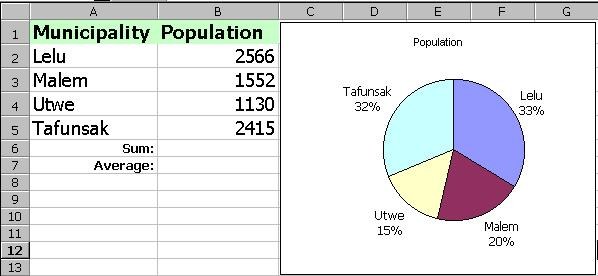 A B C D E F G
1 Municipality Population
2 Lelu 2566
3 Malem 1552
4 Utwe 1130
5 Tafunsak 2415
6 Sum:
7 Average:
8
9
10
11
12
13
Population
Tafunsak
32%
Lelu
33%
Utwe
15%
Malem
20%